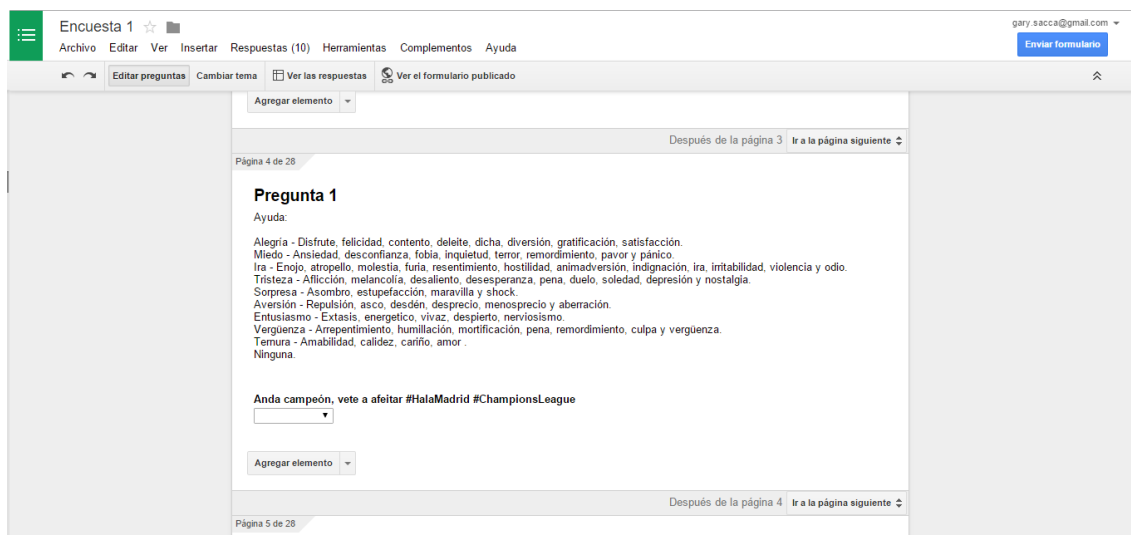 Encuesta 1
gary.sacca@gmail.com
Archivo Editar Ver Insertar Respuestas (10) Herramientas Complementos Ayuda
Enviar formulario
Editar preguntas Cambiar tema Ver las respuestas Ver el formulario publicado
Agregar elemento
Después de la página 3 Ir a la página siguiente
Página 4 de 28
Pregunta 1
Ayuda:
Alegría - Disfrute, felicidad, contento, deleite, dicha, diversión, gratificación, satisfacción.
Miedo - Ansiedad, desconfianza, fobia, inquietud, terror, remordimiento, pavor y pánico.
Ira - Enojo, atropello, molestia, furia, resentimiento, hostilidad, animadversión, indignación, ira, irritabilidad, violencia y odio.
Tristeza - Aflicción, melancolía, desaliento, desesperanza, pena, duelo, soledad, depresión y nostalgia.
Sorpresa - Asombro, estupefacción, maravilla y shock.
Aversión - Repulsión, asco, desdén, desprecio, menosprecio y aberración.
Entusiasmo - Extasis, energetico, vivaz, despierto, nerviosismo.
Vergüenza - Arrepentimiento, humillación, mortificación, pena, remordimiento, culpa y vergüenza.
Ternura - Amabilidad, calidez, cariño, amor .
Ninguna.
Anda campeón, vete a afeitar #HalaMadrid #ChampionsLeague
Agregar elemento
Después de la página 4 Ir a la página siguiente
Página 5 de 28